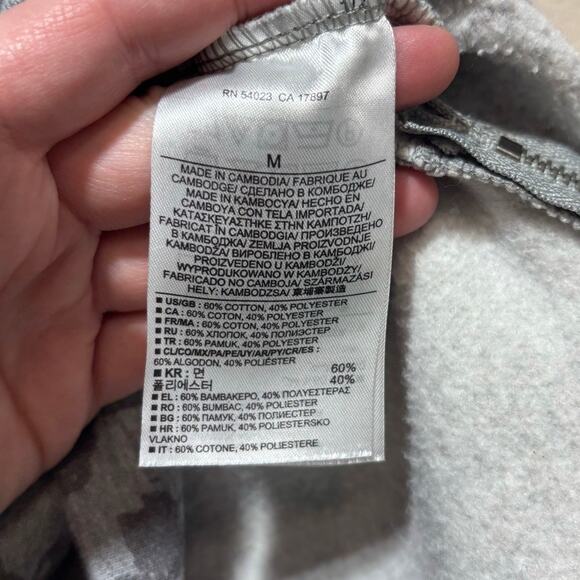 RN 54023 CA 17897
M
MADE IN CAMBODIA/ FABRIQUE AU
CAMBODGE/ СДЕЛАНО В КОМБОДЖЕ/
MADE IN KAMBOCYA/ HECHO EN
CAMBOYA CON TELA IMPORTADA/
ΚΑΤΑΣΚΕΥΑΣΤΗΚΕ ΣΤΗΝ ΚΑΜΠΟΤΖΗ/
FABRICAT ÎN CAMBODGIA/ ПРОИЗВЕДЕНО
В КАМБОДЖА/ ZEMLJA PROIZVODNJE
KAMBODŽA/ ВИРОБЛЕНО В КАМБОДЖІ/
PROIZVEDENO U KAMBODŽI/
WYPRODUKOWANO W KAMBODŻY/
FABRICADO NO CAMBOJA/ SZÁRMAZÁSI
HELY: KAMBODZSA/ 柬埔寨製造
■ US/GB : 60% COTTON, 40% POLYESTER
■ CA : 60% COTTON, 40% POLYESTER
■ FR/MA : 60% COTON, 40% POLYESTER
■ RU : 60% ХЛОПОК, 40% ПОЛИЭСТЕР
■ TR : 60% PAMUK, 40% POLYESTER
■ CL/CO/MX/PA/PE/UY/AR/PY/CR/ES :
60% ALGODON, 40% POLIÉSTER
■ KR : 면 60%
폴리에스터 40%
■ EL : 60% ΒΑΜΒΑΚΕΡΟ, 40% ΠΟΛΥΕΣΤΕΡΑΣ
■ RO : 60% BUMBAC, 40% POLIESTER
■ BG : 60% ПАМУК, 40% ПОЛИЕСТЕР
■ HR : 60% PAMUK, 40% POLIESTERSKO
VLAKNO
■ IT : 60% COTONE, 40% POLIESTERE